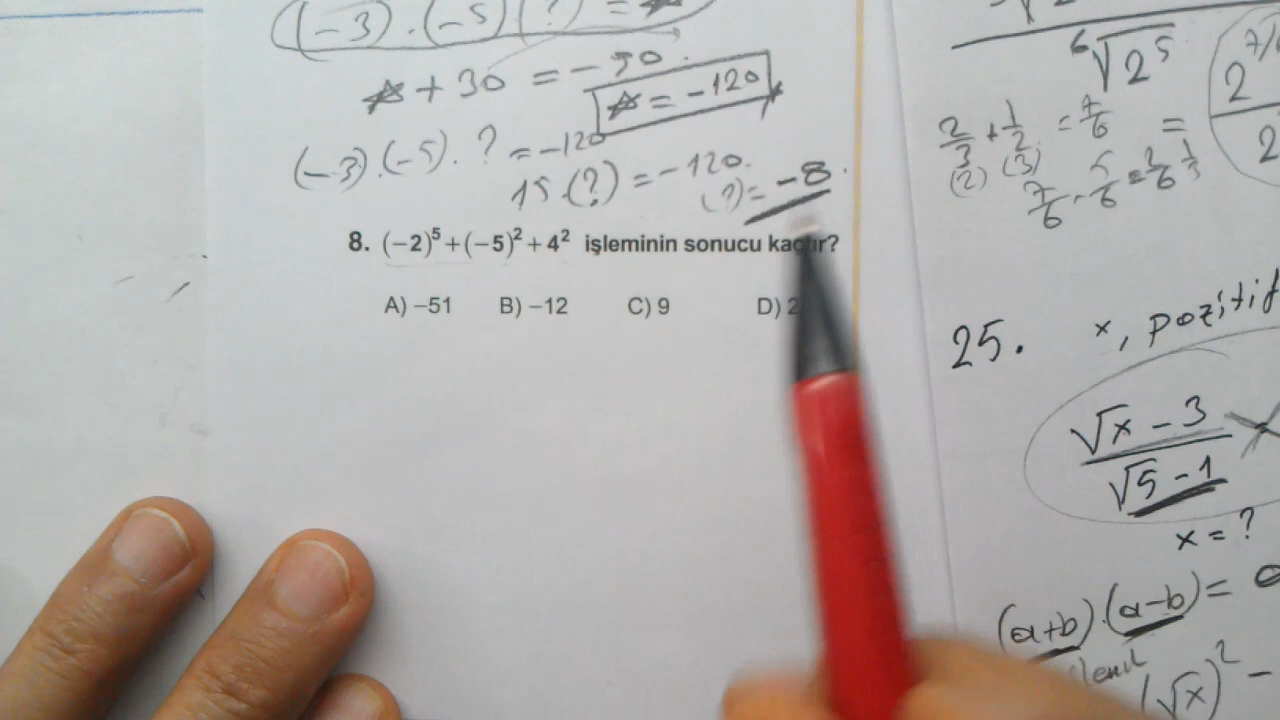 (-3).(-5)(?) =
☆ + 30 = -90.
☆ = -120
(-3).(-5). ? = -120
15 (?) = -120.
(?) = -8.
8. (-2)⁵+(-5)²+4² işleminin sonucu kaçtır?
A) -51 B) -12 C) 9 D) 2
⁶√2⁵
2/3 + 1/2 = 7/6 =
(2) (3)
7/6 - 5/6 = 2/6 1/3
25. x, pozitif
√x - 3
√5 - 1
x = ?
(a+b).(a-b) =
(√x)² -